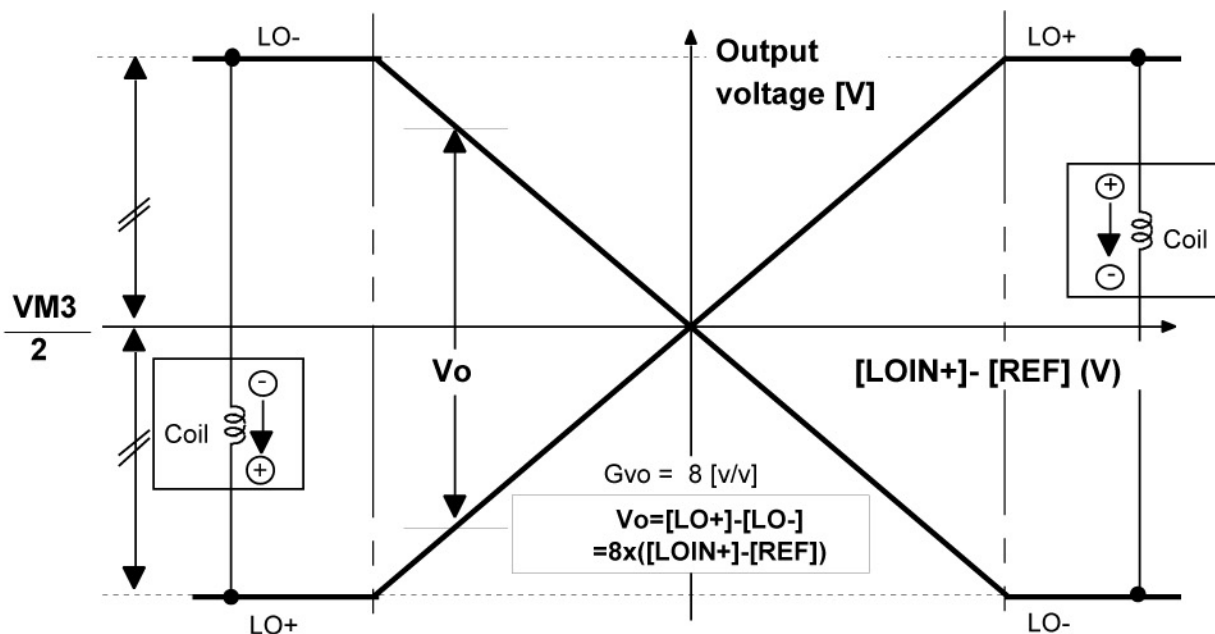 LO-
Output
voltage [V]
LO+
+
-
Coil
VM3
2
Vo
[LOIN+]- [REF] (V)
Coil
-
+
Gvo = 8 [v/v]
Vo=[LO+]-[LO-]
=8x([LOIN+]-[REF])
LO+
LO-